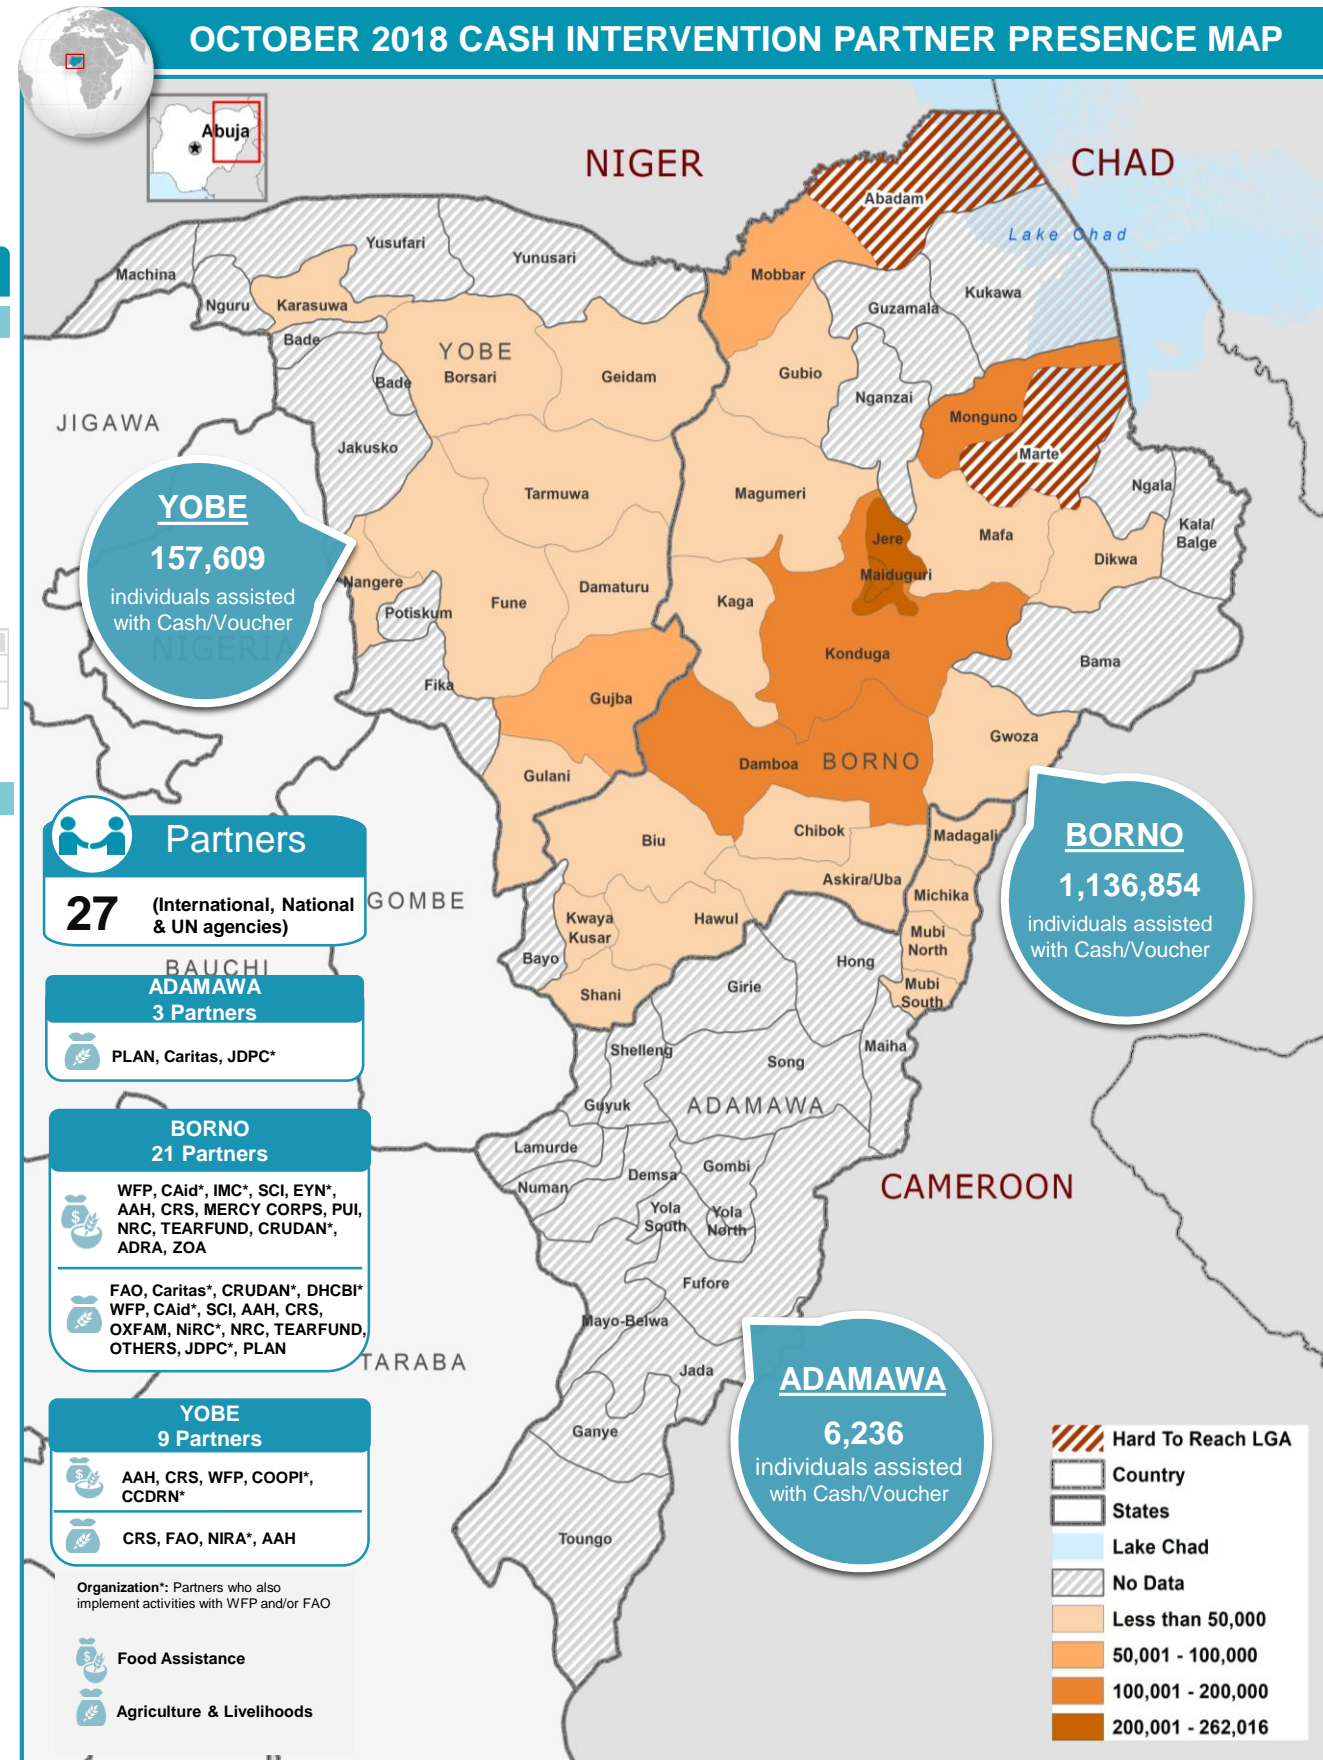 OCTOBER 2018 CASH INTERVENTION PARTNER PRESENCE MAP
Abuja
NIGER
CHAD
Abadam
Lake Chad
Yusufari
Yunusari
Machina
Mobbar
Nguru
Karasuwa
Guzamala
Kukawa
Bade
YOBE
Bade
Borsari
Geidam
Gubio
Nganzai
Monguno
JIGAWA
Jakusko
Marte
Tarmuwa
Magumeri
Ngala
Kala/
Balge
Jere
Mafa
Dikwa
Maiduguri
Nangere
Potiskum
Fune
Damaturu
Kaga
Konduga
Bama
NIGERIA
Fika
Gujba
Gwoza
Damboa
BORNO
Gulani
Biu
Chibok
Madagali
Askira/Uba
Michika
GOMBE
Kwaya
Kusar
Hawul
Mubi
North
Bayo
Hong
Girie
Shani
Mubi
South
BAUCHI
Shelleng
Song
Maiha
Guyuk
ADAMAWA
Lamurde
Demsa
Gombi
Numan
Yola
South
Yola
North
CAMEROON
Fufore
Mayo-Belwa
TARABA
Jada
Ganye
Toungo
YOBE
157,609
individuals assisted
with Cash/Voucher
BORNO
1,136,854
individuals assisted
with Cash/Voucher
ADAMAWA
6,236
individuals assisted
with Cash/Voucher
Partners
27
(International, National
& UN agencies)
ADAMAWA
3 Partners
PLAN, Caritas, JDPC*
BORNO
21 Partners
WFP, CAid*, IMC*, SCI, EYN*,
AAH, CRS, MERCY CORPS, PUI,
NRC, TEARFUND, CRUDAN*,
ADRA, ZOA
FAO, Caritas*, CRUDAN*, DHCBI*
WFP, CAid*, SCI, AAH, CRS,
OXFAM, NiRC*, NRC, TEARFUND,
OTHERS, JDPC*, PLAN
YOBE
9 Partners
AAH, CRS, WFP, COOPI*,
CCDRN*
CRS, FAO, NIRA*, AAH
Organization*: Partners who also
implement activities with WFP and/or FAO
Food Assistance
Agriculture & Livelihoods
Hard To Reach LGA
Country
States
Lake Chad
No Data
Less than 50,000
50,001 - 100,000
100,001 - 200,000
200,001 - 262,016